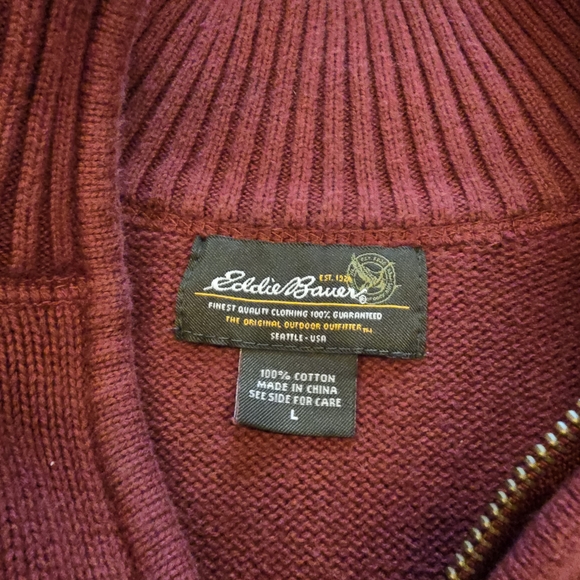 EST. 1920
Eddie Bauer®
FINEST QUALITY CLOTHING 100% GUARANTEED
THE ORIGINAL OUTDOOR OUTFITTER™
SEATTLE - USA
100% COTTON
MADE IN CHINA
SEE SIDE FOR CARE
L